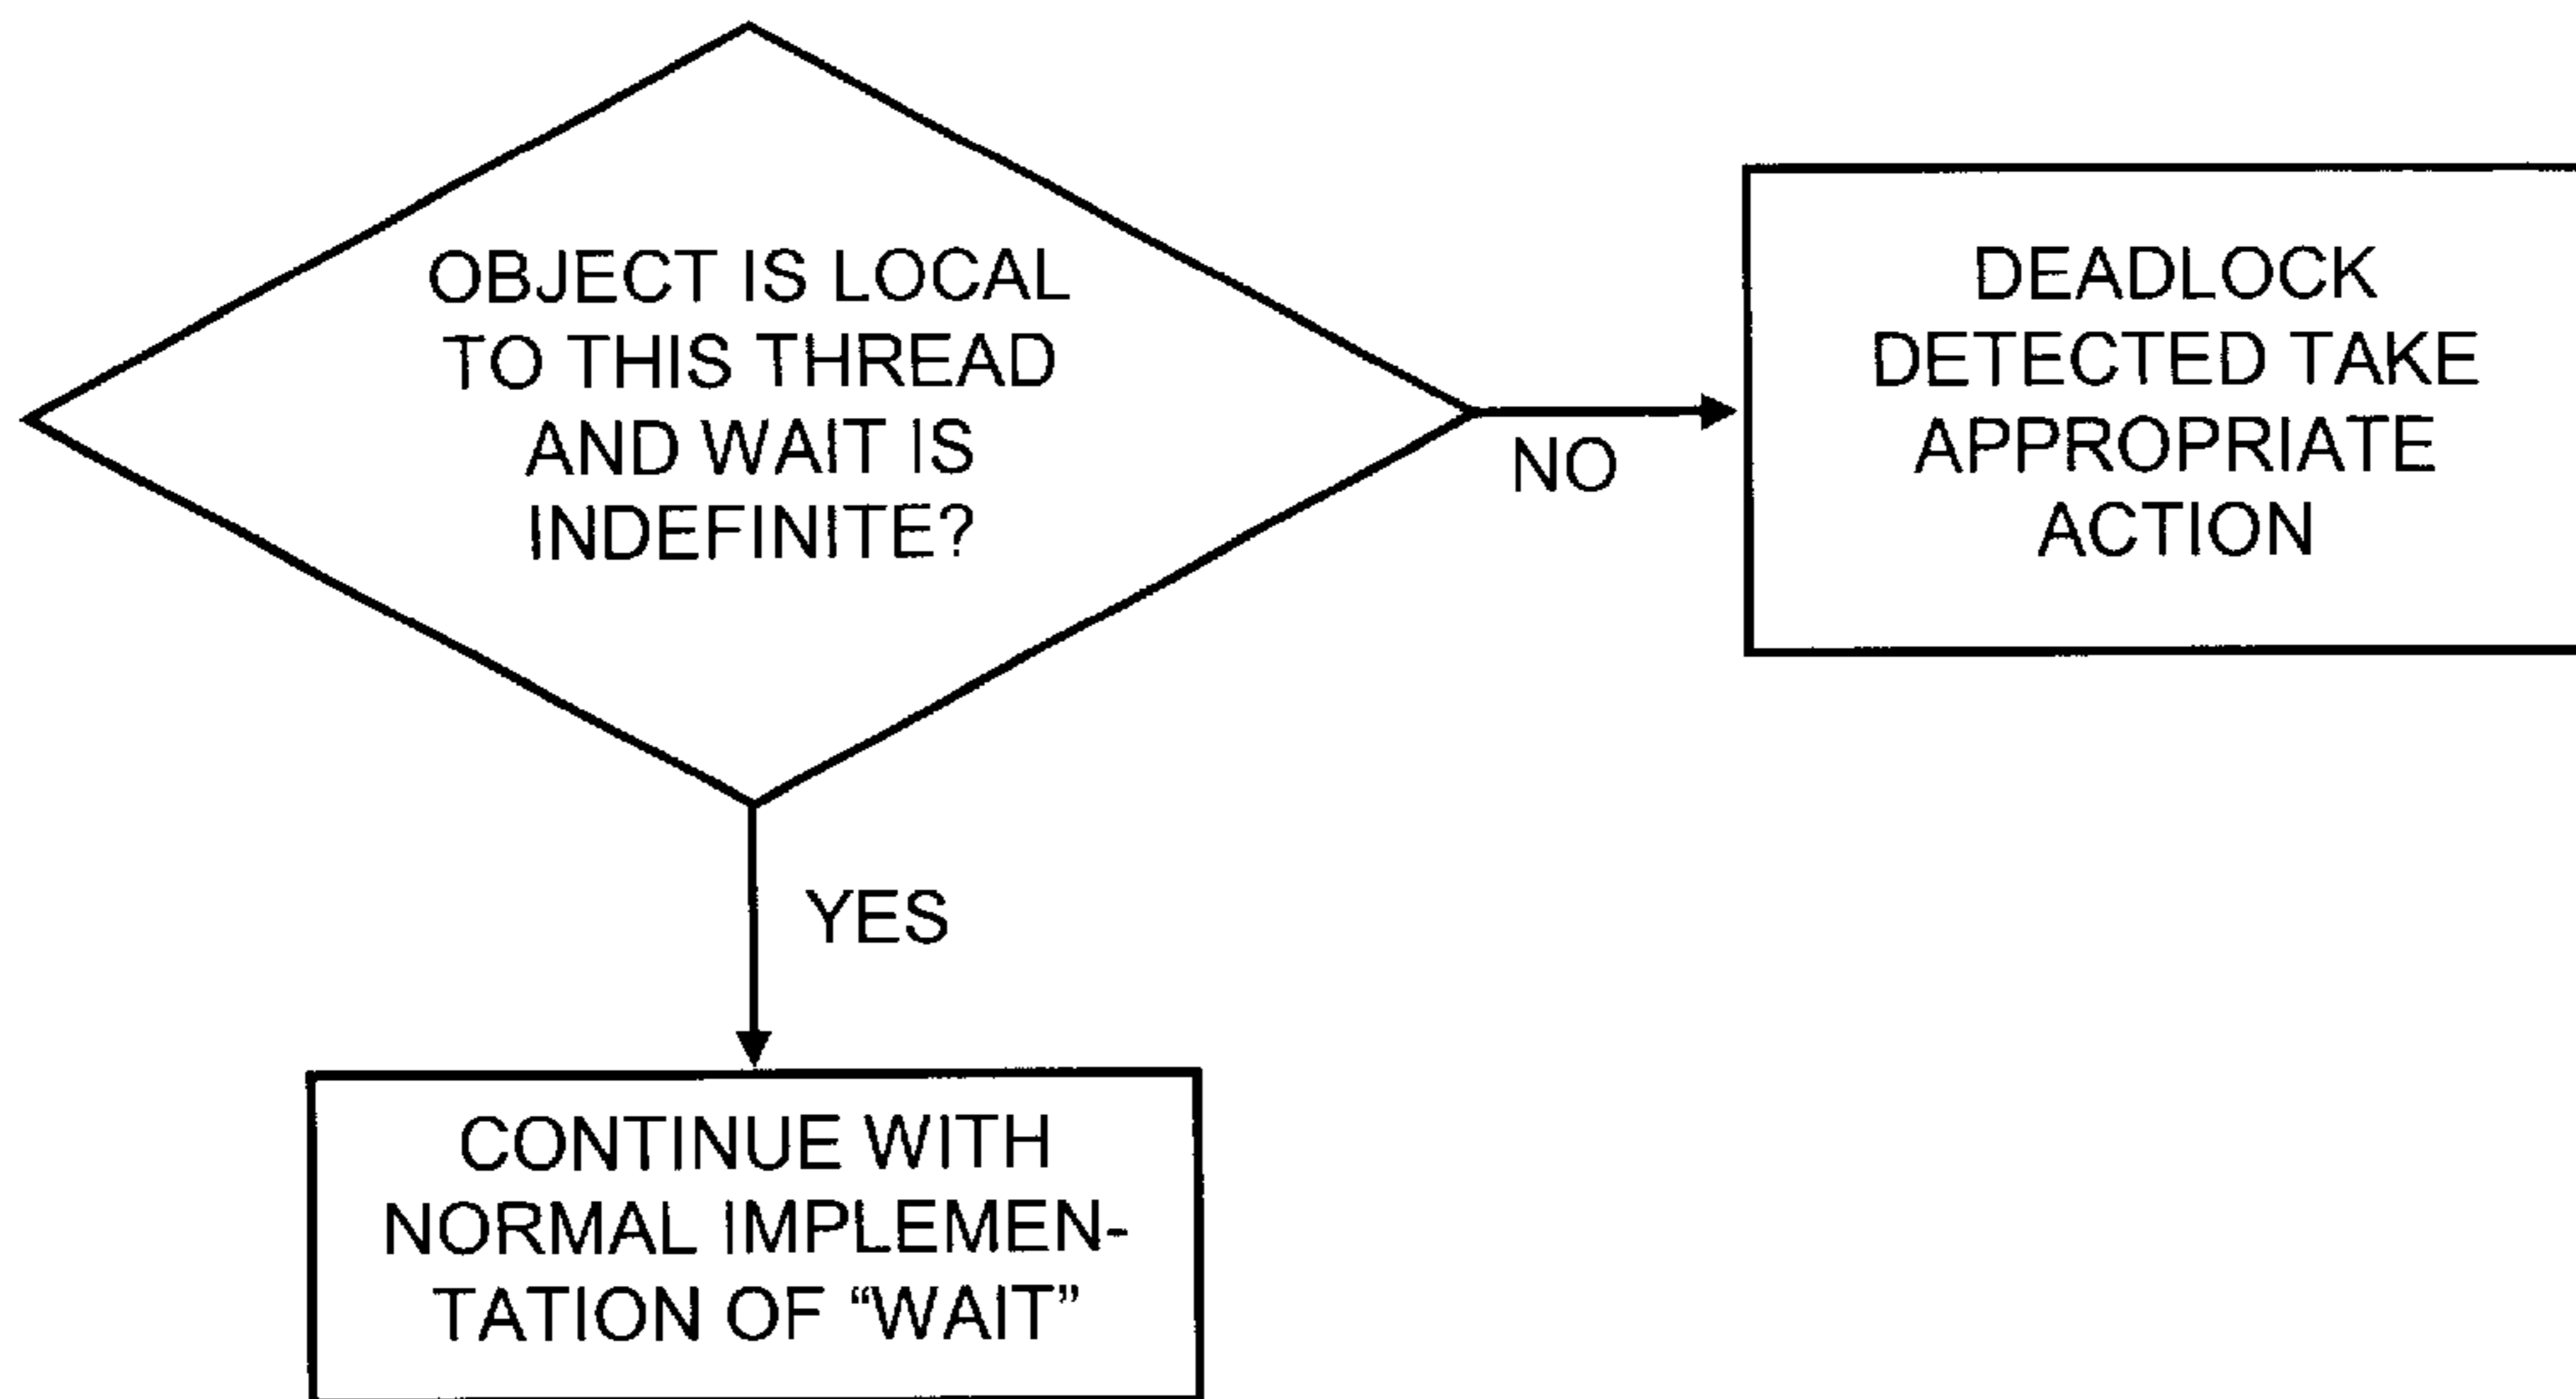 OBJECT IS LOCAL
TO THIS THREAD
AND WAIT IS
INDEFINITE?
NO
DEADLOCK
DETECTED TAKE
APPROPRIATE
ACTION
YES
CONTINUE WITH
NORMAL IMPLEMEN-
TATION OF “WAIT”